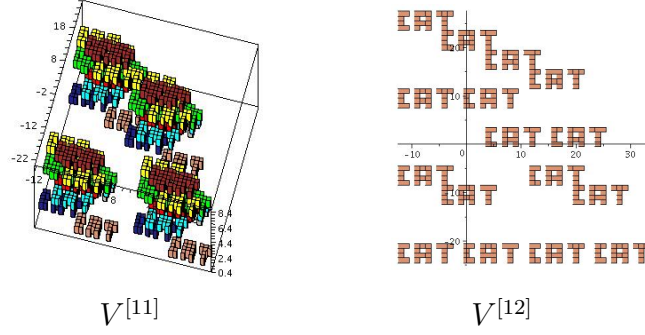 18
8
-2
-12
-22
-12
8
8.4
6.4
4.4
2.4
0.4
V^[11]
CAT
CAT
20
CAT
CAT
10
CAT CAT
CAT CAT
-10 0 10 20 30
CAT CAT
-10
CAT CAT
-20
CAT CAT CAT CAT
V^[12]